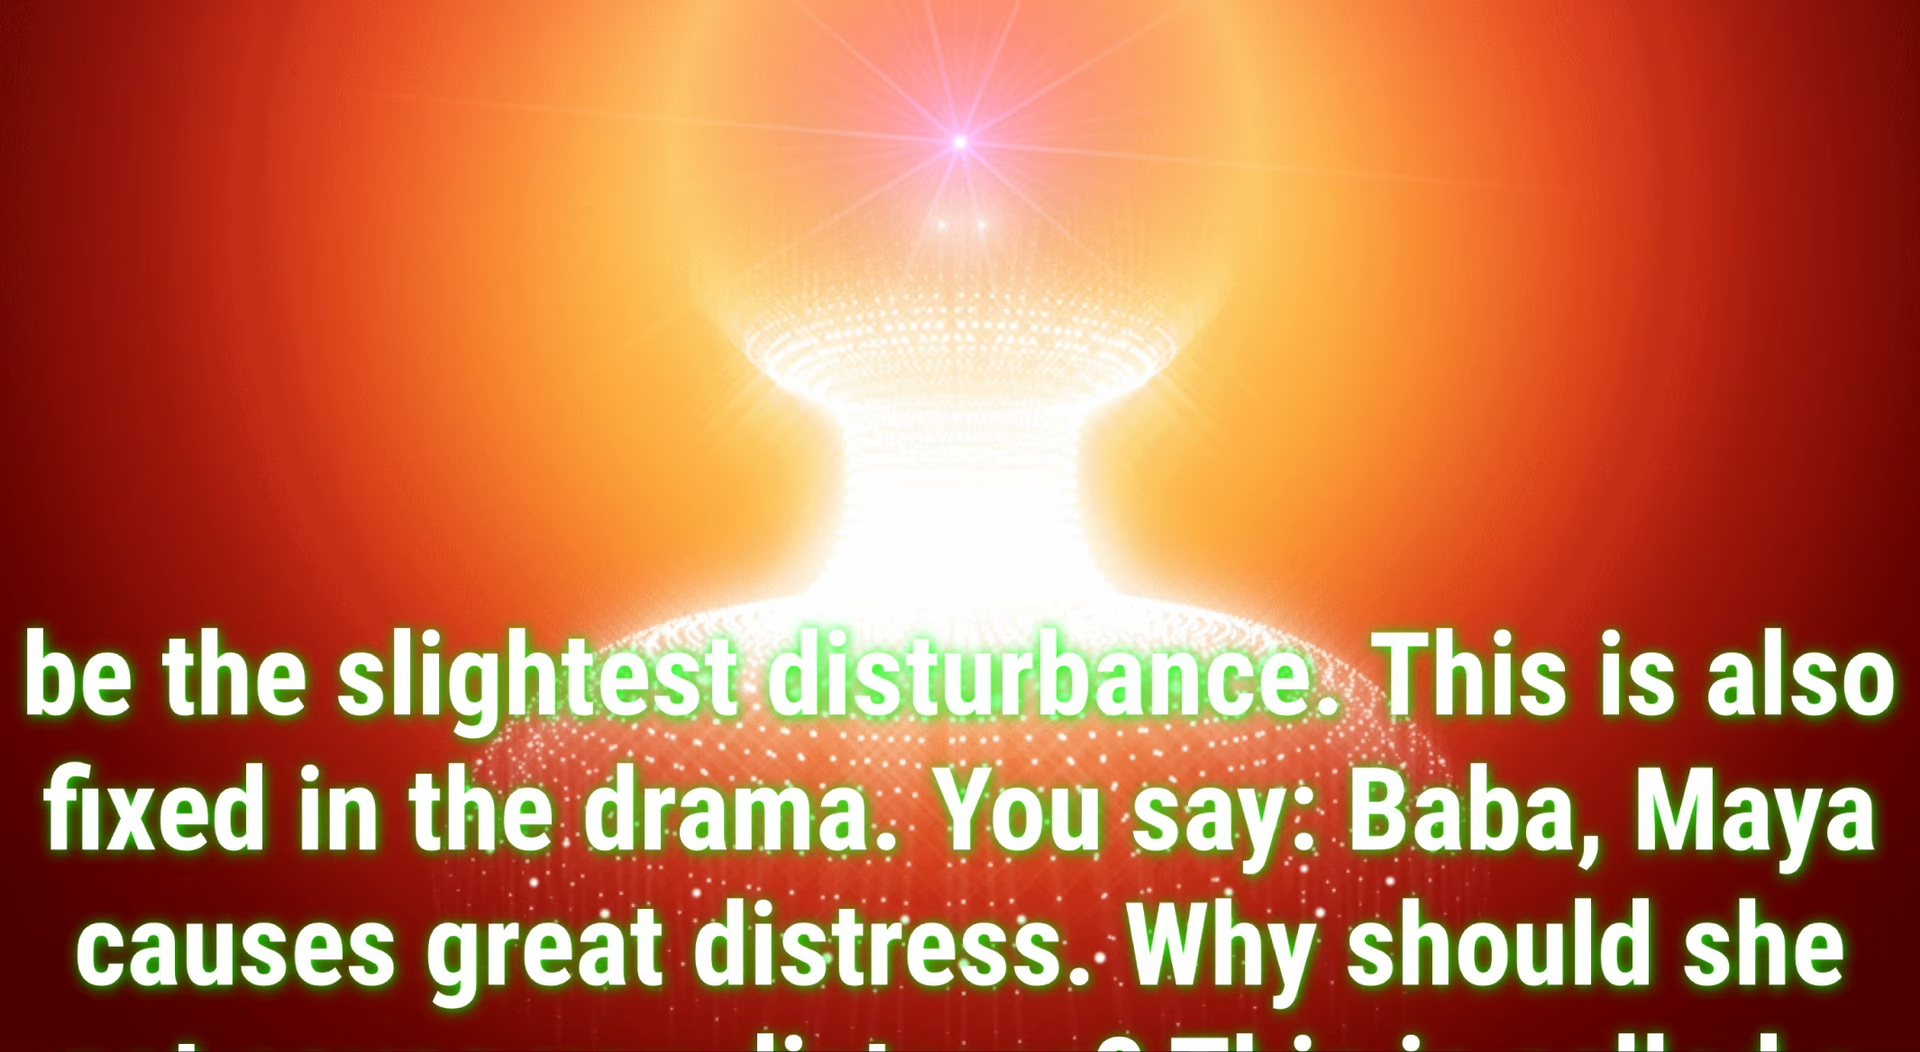 be the slightest disturbance. This is also
fixed in the drama. You say: Baba, Maya
causes great distress. Why should she